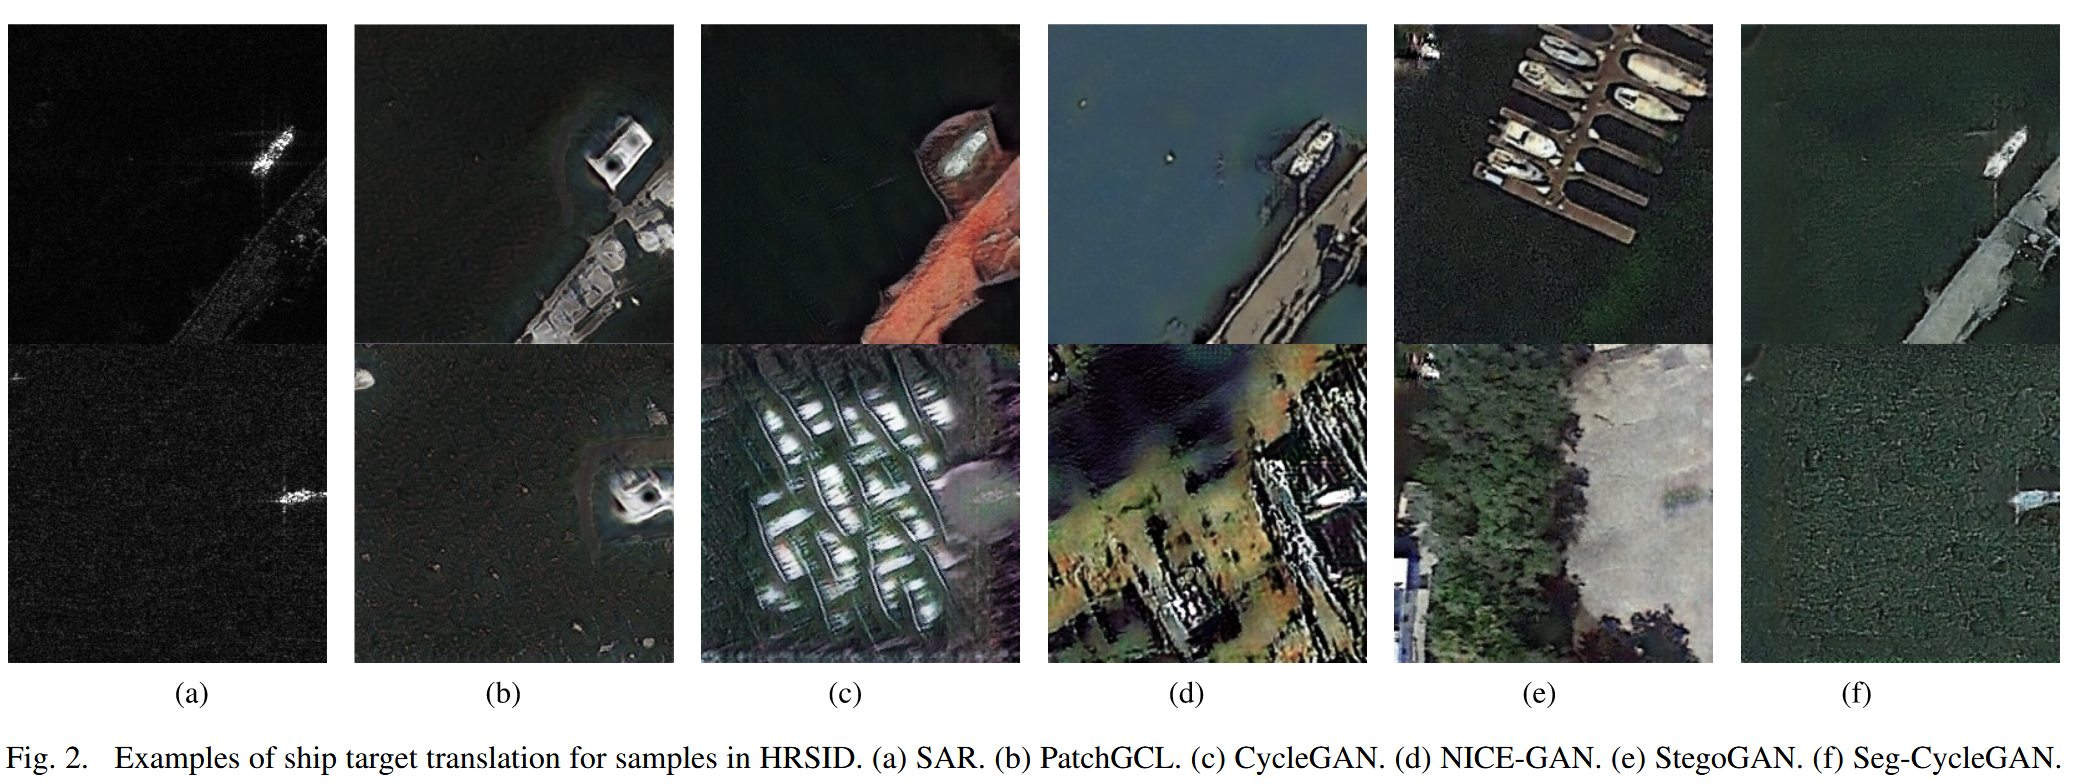 (a) (b) (c) (d) (e) (f)
Fig. 2. Examples of ship target translation for samples in HRSID. (a) SAR. (b) PatchGCL. (c) CycleGAN. (d) NICE-GAN. (e) StegoGAN. (f) Seg-CycleGAN.